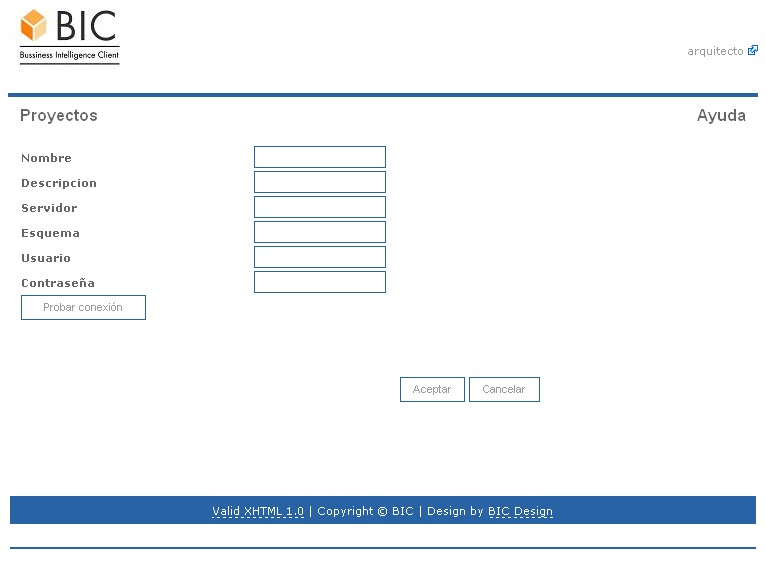 BIC
Bussiness Intelligence Client
arquitecto
Proyectos
Ayuda
Nombre
Descripcion
Servidor
Esquema
Usuario
Contraseña
Probar conexión
Aceptar Cancelar
Valid XHTML 1.0 | Copyright © BIC | Design by BIC Design